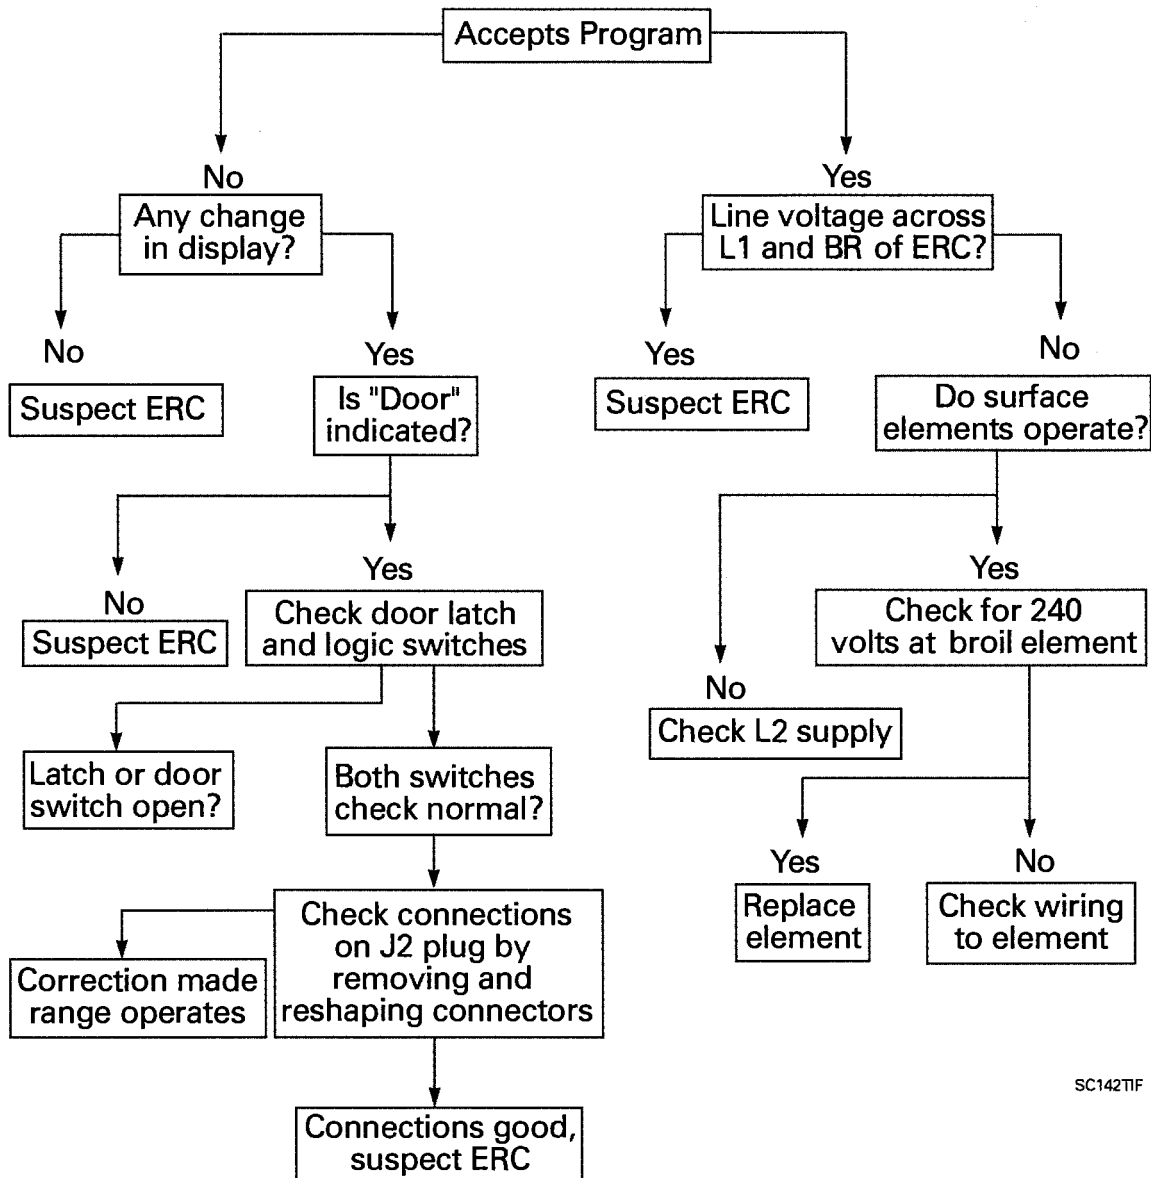 Accepts Program
No
Yes
Any change
in display?
Line voltage across
L1 and BR of ERC?
No
Yes
Yes
No
Suspect ERC
Is "Door"
indicated?
Suspect ERC
Do surface
elements operate?
No
Yes
Yes
Suspect ERC
Check door latch
and logic switches
Check for 240
volts at broil element
No
Check L2 supply
Latch or door
switch open?
Both switches
check normal?
Yes
No
Replace
element
Check wiring
to element
Check connections
on J2 plug by
removing and
reshaping connectors
Correction made
range operates
Connections good,
suspect ERC
SC142TIF